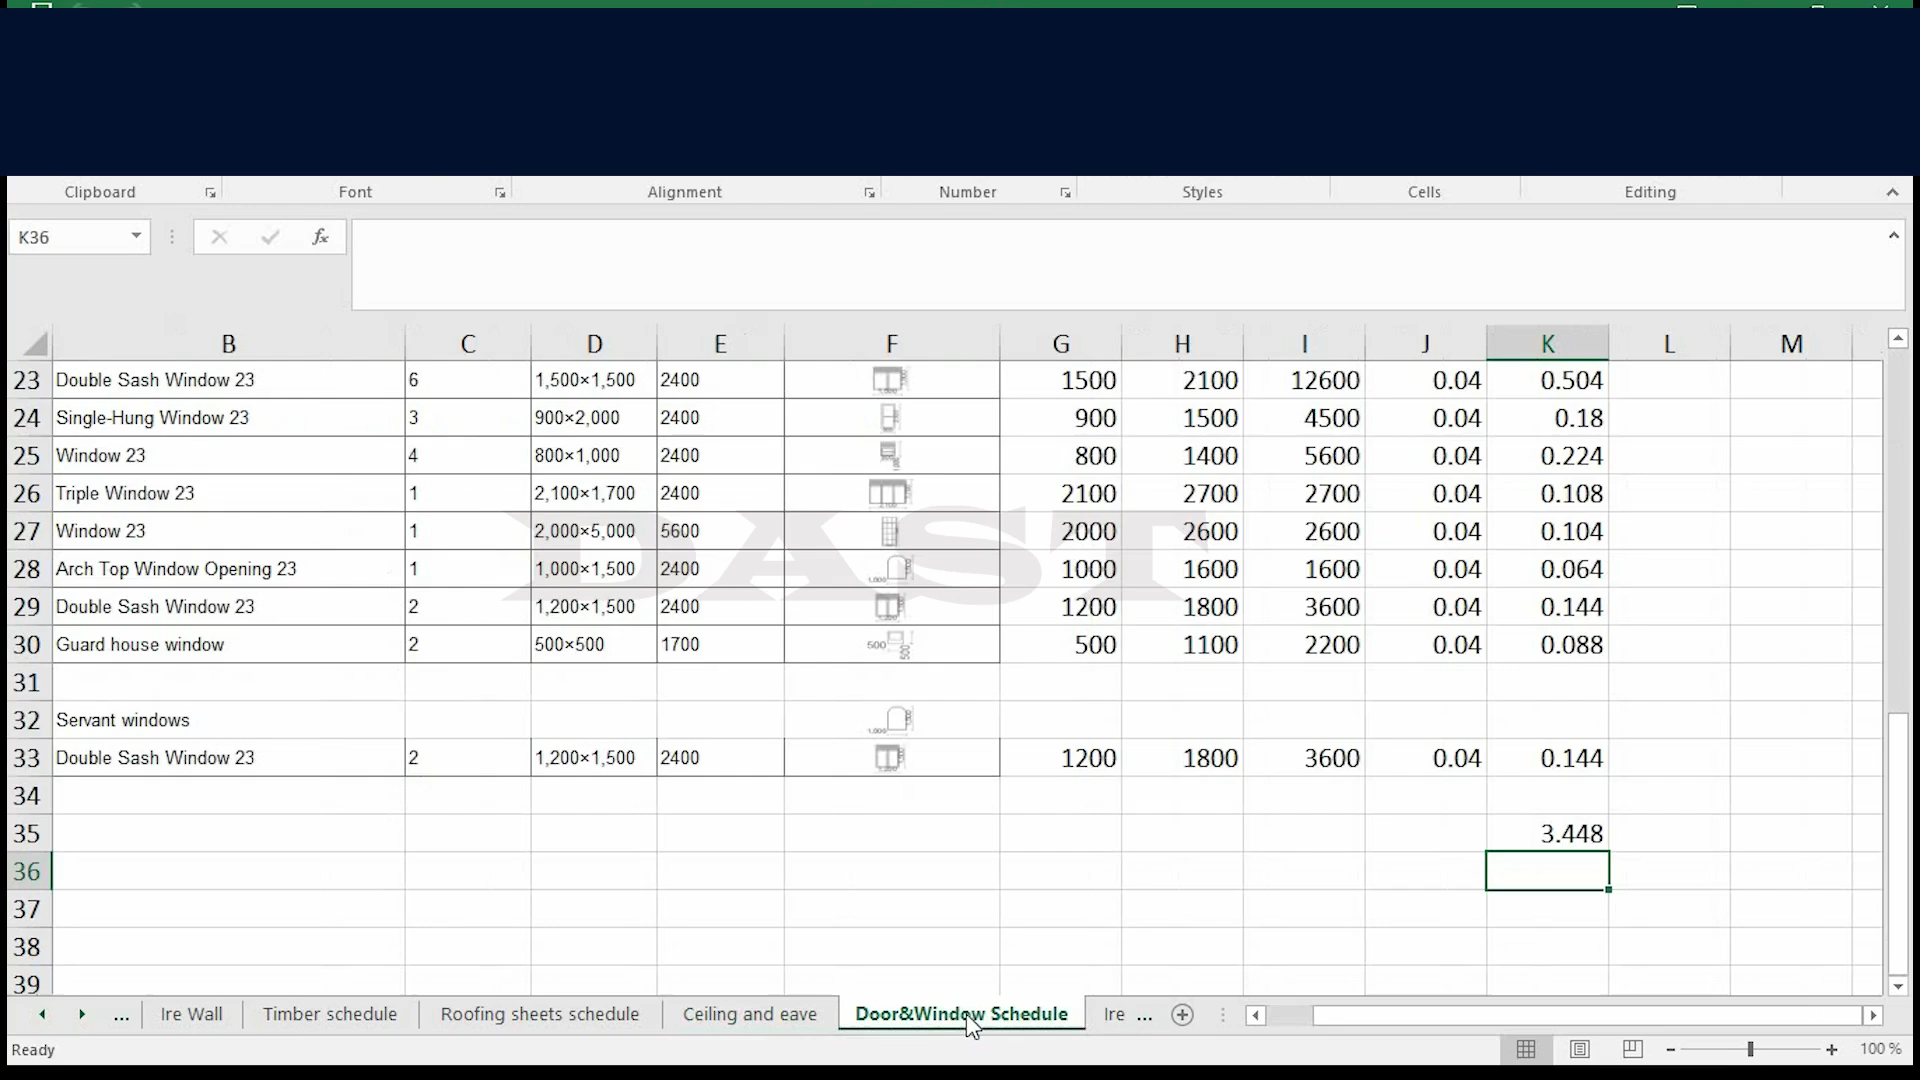 Clipboard Font Alignment Number Styles Cells Editing
K36 fx
B C D E F G H I J K L M
23 Double Sash Window 23 6 1,500×1,500 2400 1500 2100 12600 0.04 0.504
24 Single-Hung Window 23 3 900×2,000 2400 900 1500 4500 0.04 0.18
25 Window 23 4 800×1,000 2400 800 1400 5600 0.04 0.224
26 Triple Window 23 1 2,100×1,700 2400 2100 2700 2700 0.04 0.108
27 Window 23 1 2,000×5,000 5600 2000 2600 2600 0.04 0.104
DAST
28 Arch Top Window Opening 23 1 1,000×1,500 2400 1,000 1000 1600 1600 0.04 0.064
29 Double Sash Window 23 2 1,200×1,500 2400 1200 1800 3600 0.04 0.144
30 Guard house window 2 500×500 1700 500 500 500 1100 2200 0.04 0.088
31
32 Servant windows 1,000
33 Double Sash Window 23 2 1,200×1,500 2400 1200 1800 3600 0.04 0.144
34
35 3.448
36
37
38
39
... Ire Wall Timber schedule Roofing sheets schedule Ceiling and eave Door&Window Schedule Ire ...
Ready 100 %